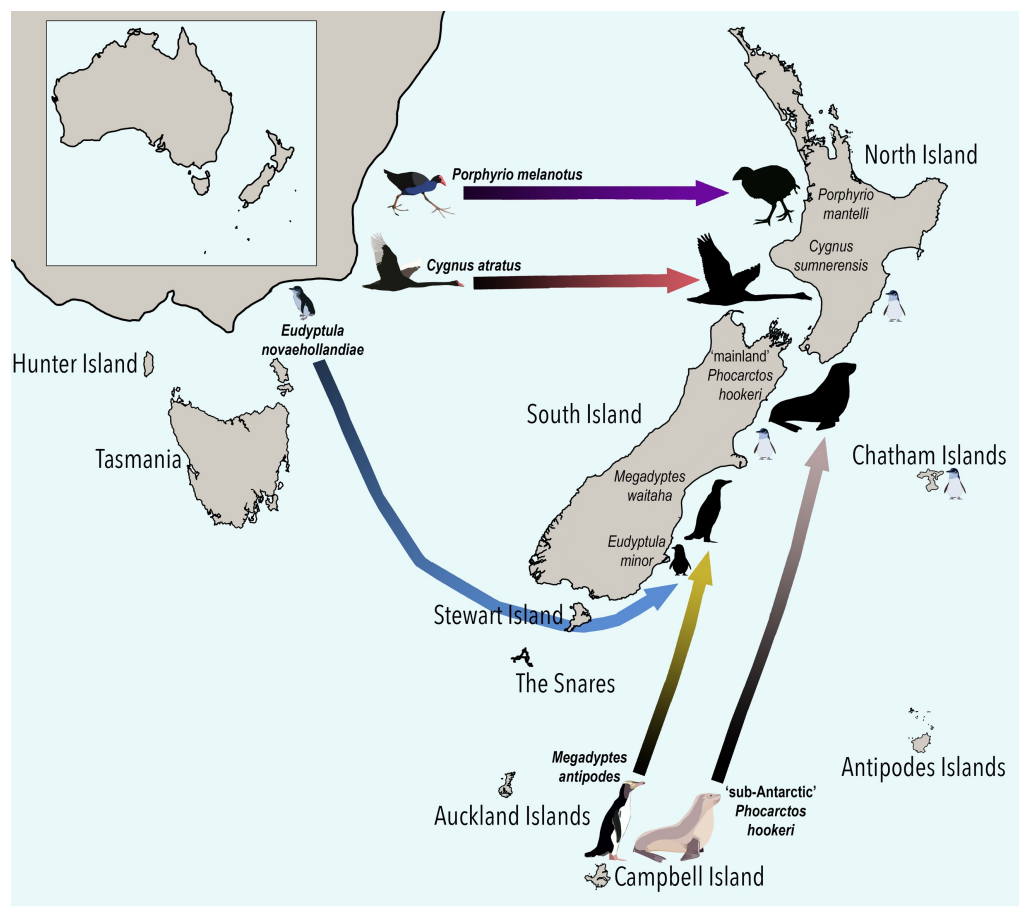 North Island
Porphyrio melanotus
Porphyrio
mantelli
Cygnus atratus
Cygnus
sumnerensis
Eudyptula
novaehollandiae
Hunter Island
'mainland'
Phocarctos
hookeri
South Island
Tasmania
Chatham Islands
Megadyptes
waitaha
Eudyptula
minor
Stewart Island
The Snares
Megadyptes
antipodes
Antipodes Islands
'sub-Antarctic'
Phocarctos
hookeri
Auckland Islands
Campbell Island